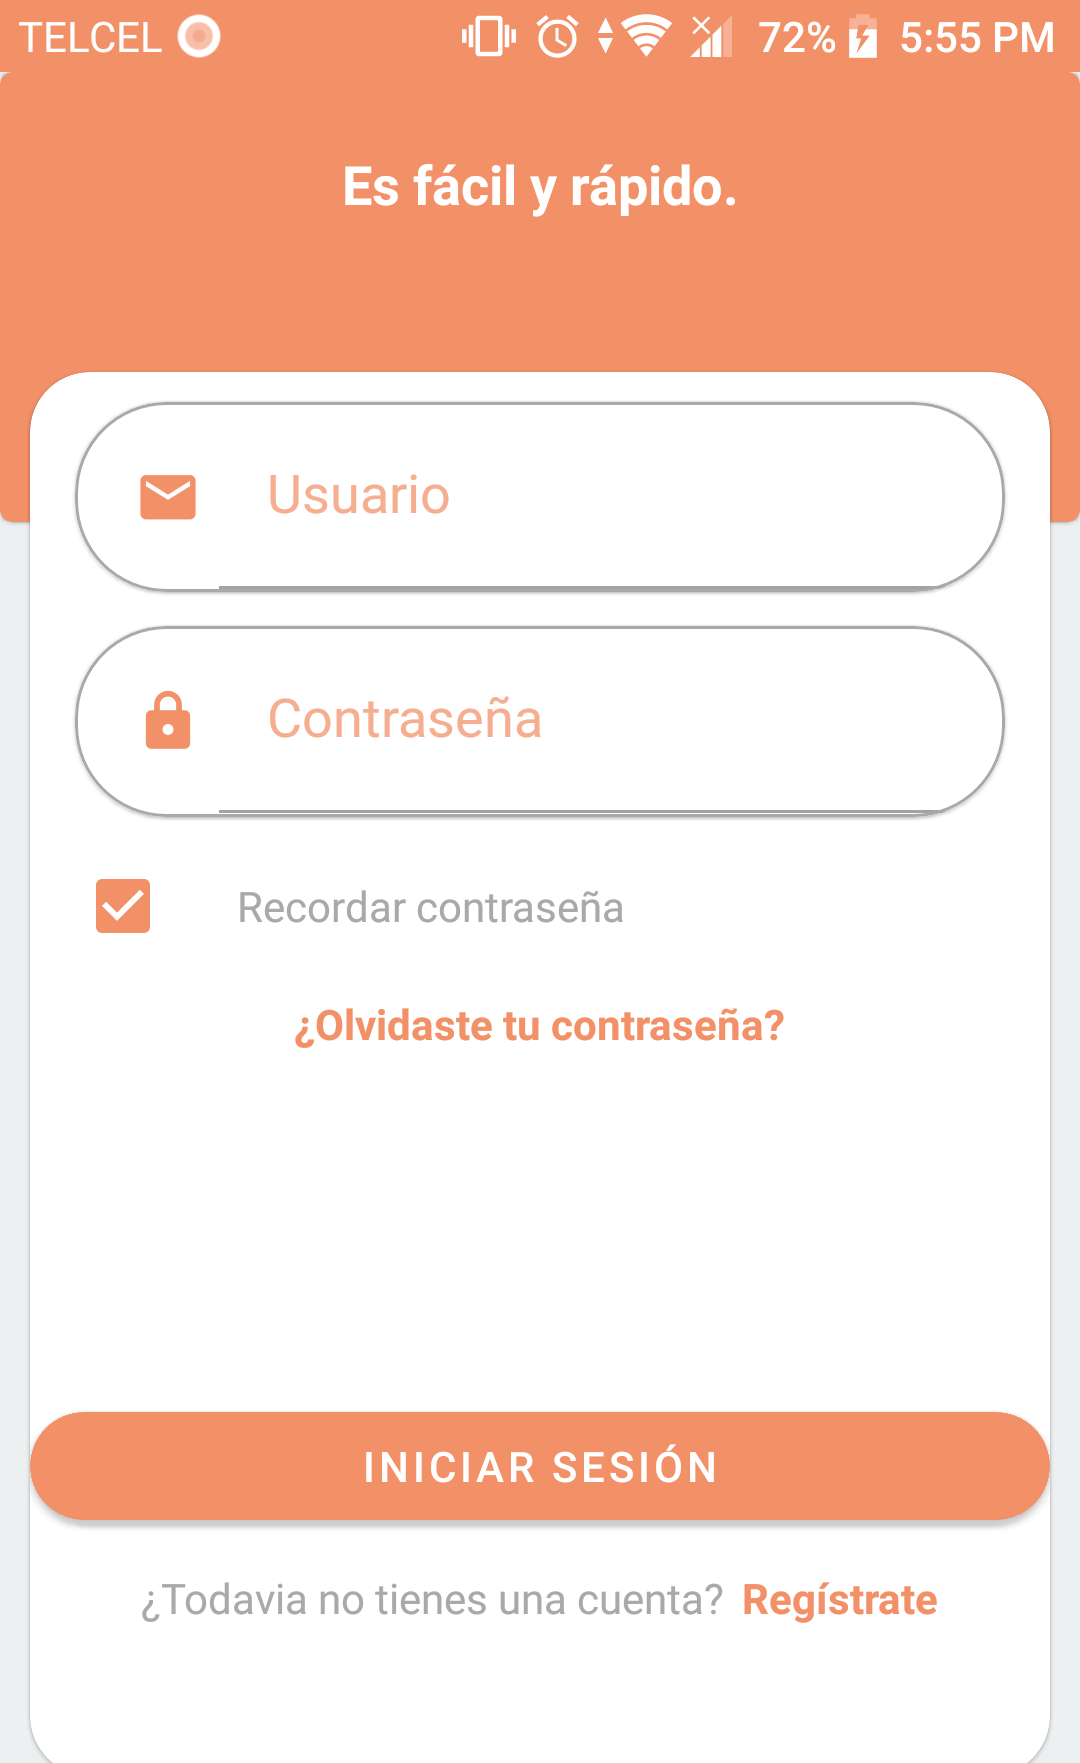 TELCEL 72% 5:55 PM
Es fácil y rápido.
Usuario
Contraseña
Recordar contraseña
¿Olvidaste tu contraseña?
INICIAR SESIÓN
¿Todavia no tienes una cuenta? Regístrate